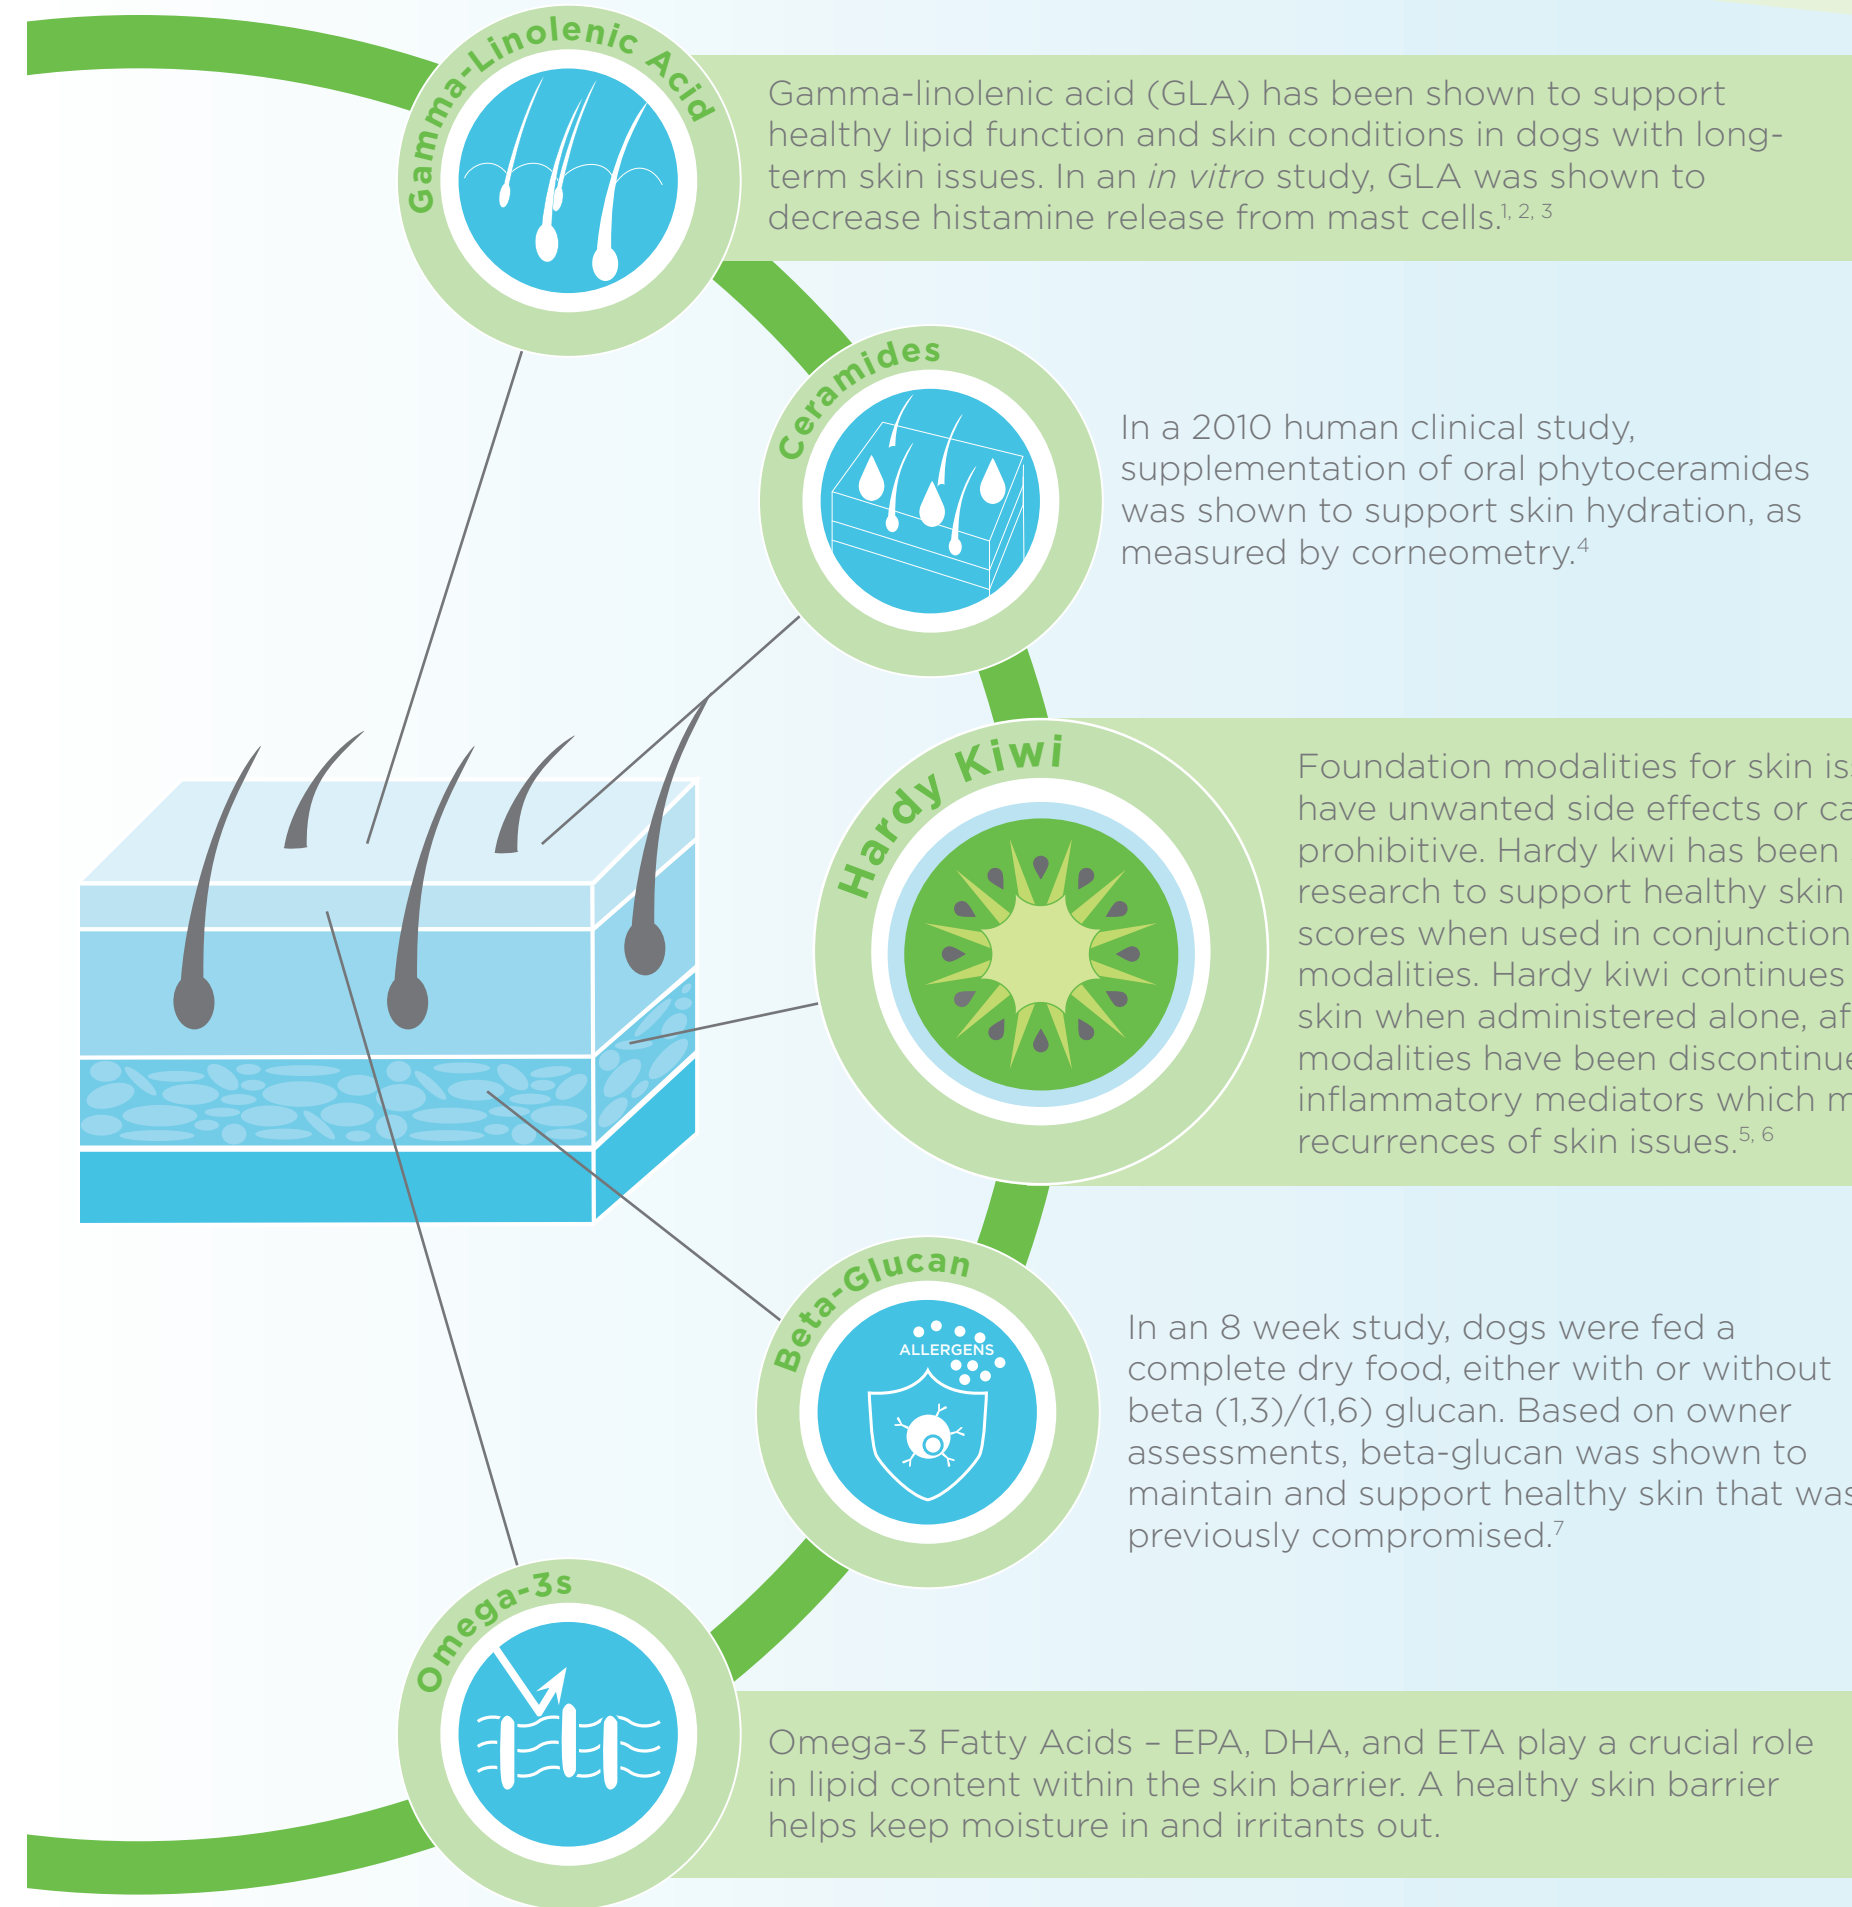 Gamma-Linolenic Acid
Gamma-linolenic acid (GLA) has been shown to support
healthy lipid function and skin conditions in dogs with long-
term skin issues. In an in vitro study, GLA was shown to
decrease histamine release from mast cells.1, 2, 3
Ceramides
In a 2010 human clinical study,
supplementation of oral phytoceramides
was shown to support skin hydration, as
measured by corneometry.4
Hardy Kiwi
Foundation modalities for skin
have unwanted side effects or
prohibitive. Hardy kiwi has been
research to support healthy skin
scores when used in conjunction
modalities. Hardy kiwi continues
skin when administered alone,
modalities have been
inflammatory mediators which
recurrences of skin issues.5, 6
Beta-Glucan
ALLERGENS
In an 8 week study, dogs were fed a
complete dry food, either with or without
beta (1,3)/(1,6) glucan. Based on owner
assessments, beta-glucan was shown to
maintain and support healthy skin that was
previously compromised.7
Omega-3s
Omega-3 Fatty Acids – EPA, DHA, and ETA play a crucial role
in lipid content within the skin barrier. A healthy skin barrier
helps keep moisture in and irritants out.